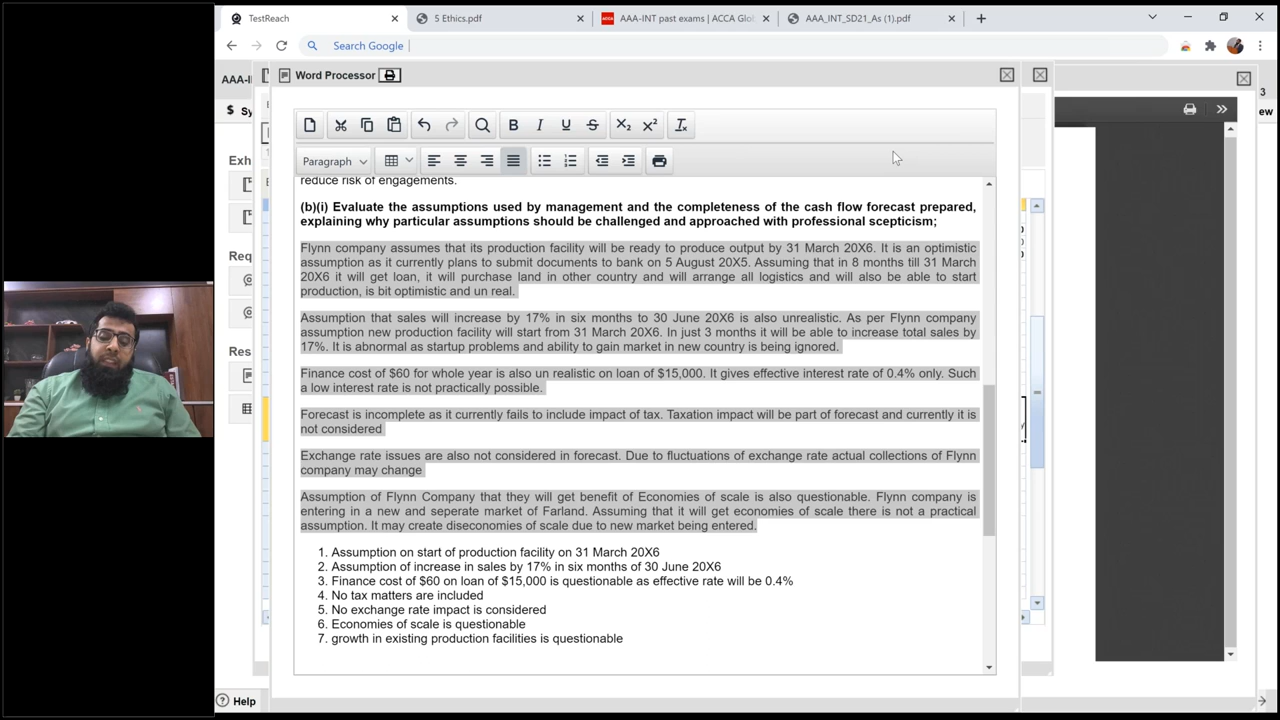 TestReach
5 Ethics.pdf
AAA-INT past exams | ACCA Glo
AAA_INT_SD21_As (1).pdf
Search Google
AAA-I
Word Processor
3
$ Sy
ew
Paragraph
Exh
reduce risk of engagements.
(b)(i) Evaluate the assumptions used by management and the completeness of the cash flow forecast prepared,
explaining why particular assumptions should be challenged and approached with professional scepticism;
Flynn company assumes that its production facility will be ready to produce output by 31 March 20X6. It is an optimistic
assumption as it currently plans to submit documents to bank on 5 August 20X5. Assuming that in 8 months till 31 March
20X6 it will get loan, it will purchase land in other country and will arrange all logistics and will also be able to start
production, is bit optimistic and un real.
Assumption that sales will increase by 17% in six months to 30 June 20X6 is also unrealistic. As per Flynn company
assumption new production facility will start from 31 March 20X6. In just 3 months it will be able to increase total sales by
17%. It is abnormal as startup problems and ability to gain market in new country is being ignored.
Finance cost of $60 for whole year is also un realistic on loan of $15,000. It gives effective interest rate of 0.4% only. Such
a low interest rate is not practically possible.
Forecast is incomplete as it currently fails to include impact of tax. Taxation impact will be part of forecast and currently it is
not considered
Exchange rate issues are also not considered in forecast. Due to fluctuations of exchange rate actual collections of Flynn
company may change
Assumption of Flynn Company that they will get benefit of Economies of scale is also questionable. Flynn company is
entering in a new and seperate market of Farland. Assuming that it will get economies of scale there is not a practical
assumption. It may create diseconomies of scale due to new market being entered.
1. Assumption on start of production facility on 31 March 20X6
2. Assumption of increase in sales by 17% in six months of 30 June 20X6
3. Finance cost of $60 on loan of $15,000 is questionable as effective rate will be 0.4%
4. No tax matters are included
5. No exchange rate impact is considered
6. Economies of scale is questionable
7. growth in existing production facilities is questionable
Req
Res
Help